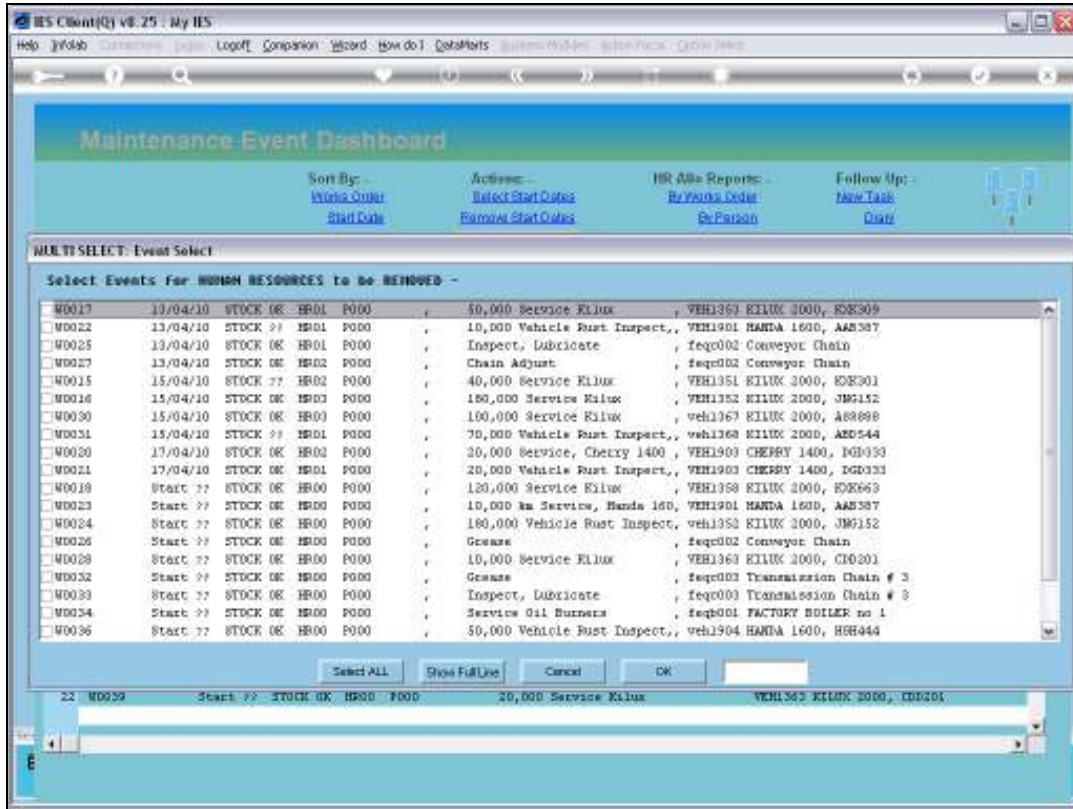 IES Client(Q) v8.25 : My IES
Help Infolab Logoff Companion Wizard How do I DataMarts
Maintenance Event Dashboard
Sort By: - Actions: - HR Allo Reports: - Follow Up: -
Works Order Select Start Dates By Works Order New Task
Start Date Remove Start Dates By Person Diary
MULTI SELECT: Event Select
Select Events for HUMAN RESOURCES to be REMOVED -
W0017 13/04/10 STOCK OK HR01 P000 , 50,000 Service Kilux , VEH1353 KILUX 2000, KDK309
W0022 13/04/10 STOCK ?? HR01 P000 , 10,000 Vehicle Rust Inspect,, VEH1901 MANDA 1600, AAB387
W0025 13/04/10 STOCK OK HR01 P000 , Inspect, Lubricate , feqc002 Conveyor Chain
W0027 13/04/10 STOCK OK HR02 P000 , Chain Adjust , feqc002 Conveyor Chain
W0015 15/04/10 STOCK ?? HR02 P000 , 40,000 Service Kilux , VEH1351 KILUX 2000, KDK301
W0016 15/04/10 STOCK OK HR03 P000 , 180,000 Service Kilux , VEH1352 KILUX 2000, JNG152
W0030 15/04/10 STOCK OK HR03 P000 , 100,000 Service Kilux , veh1367 KILUX 2000,
W0031 15/04/10 STOCK ?? HR01 P000 , 70,000 Vehicle Rust Inspect,, veh1368 KILUX 2000, ABD544
W0020 17/04/10 STOCK OK HR02 P000 , 20,000 Service, Cherry 1400 , VEH1903 CHERRY 1400, DGD333
W0021 17/04/10 STOCK OK HR01 P000 , 20,000 Vehicle Rust Inspect,, VEH1903 CHERRY 1400, DGD333
W0018 Start ?? STOCK OK HR00 P000 , 120,000 Service Kilux , VEH1358 KILUX 2000, KDK663
W0023 Start ?? STOCK OK HR00 P000 , 10,000 km Service, Manda 160, VEH1901 MANDA 1600, AAB387
W0024 Start ?? STOCK OK HR00 P000 , 180,000 Vehicle Rust Inspect, veh1352 KILUX 2000, JNG152
W0026 Start ?? STOCK OK HR00 P000 , Grease , feqc002 Conveyor Chain
W0028 Start ?? STOCK OK HR00 P000 , 10,000 Service Kilux , VEH1363 KILUX 2000, CDD201
W0032 Start ?? STOCK OK HR00 P000 , Grease , feqc003 Transmission Chain # 3
W0033 Start ?? STOCK OK HR00 P000 , Inspect, Lubricate , feqc003 Transmission Chain # 3
W0034 Start ?? STOCK OK HR00 P000 , Service Oil Burners , feqb001 FACTORY BOILER no 1
W0036 Start ?? STOCK OK HR00 P000 , 50,000 Vehicle Rust Inspect,, veh1904 MANDA 1600, HGH444
Select ALL Show Full Line Cancel OK
22 W0039 Start ?? STOCK OK HR00 P000 20,000 Service Kilux VEH1363 KILUX 2000, CDD201